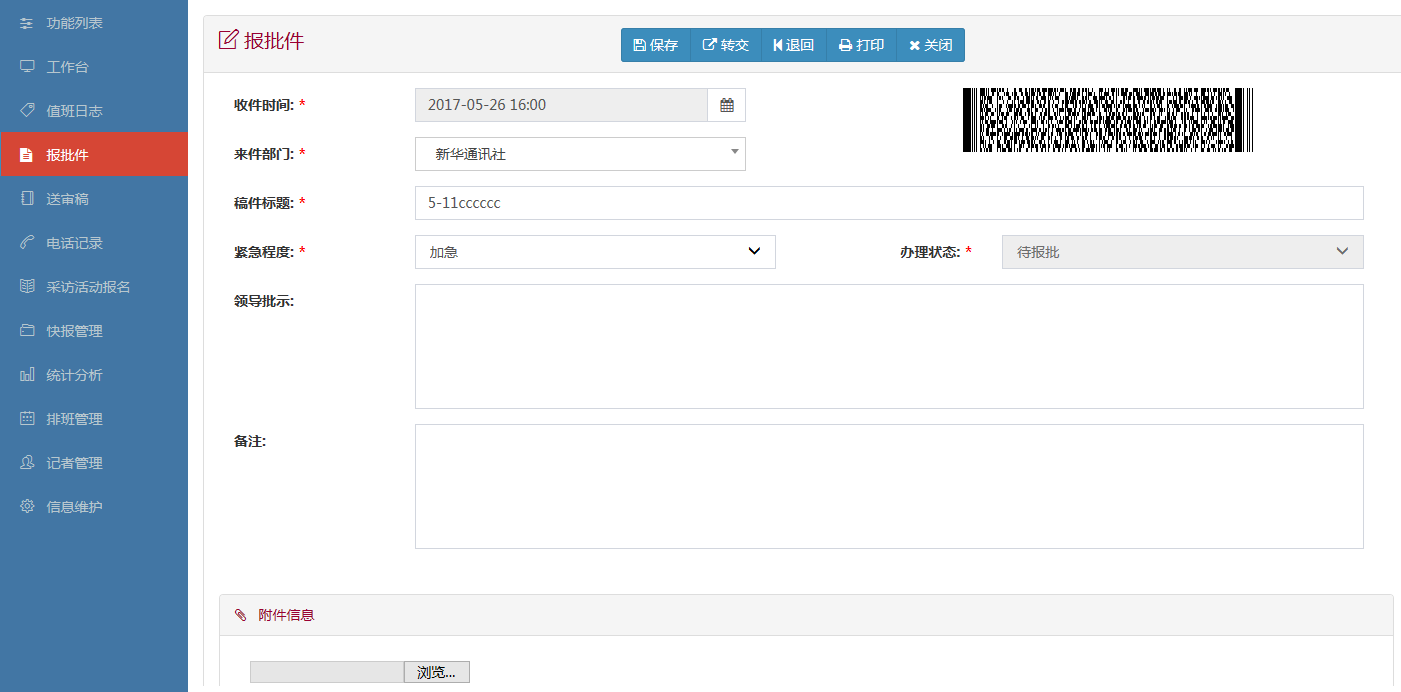 功能列表
工作台
值班日志
报批件
送审稿
电话记录
采访活动报名
快报管理
统计分析
排班管理
记者管理
信息维护
报批件
保存 转交 退回 打印 关闭
收件时间: * 2017-05-26 16:00
来件部门: * 新华通讯社
稿件标题: * 5-11cccccc
紧急程度: * 加急 办理状态: * 待报批
领导批示:
备注:
附件信息
浏览...